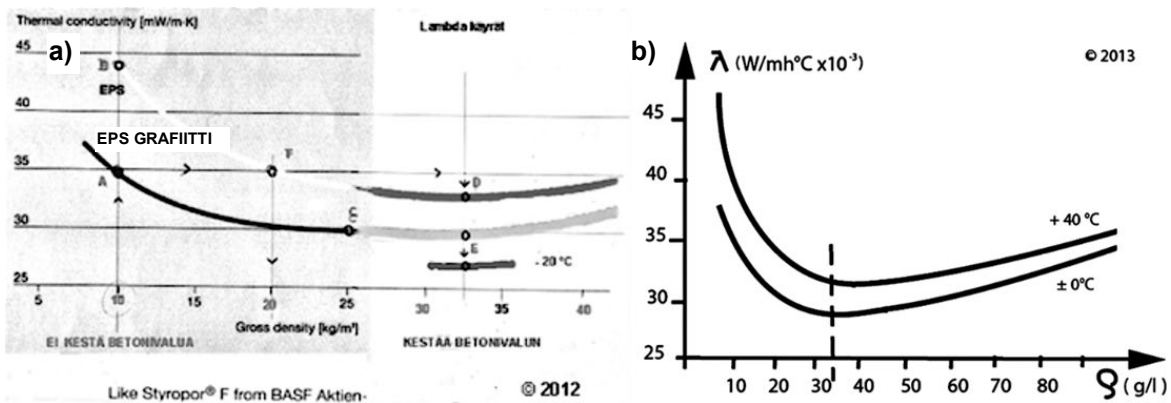 Thermal conductivity [mW/m·K]
Lambda käyrät
a)
45
B
EPS
40
EPS GRAFIITTI
35
A
F
D
30
C
E
- 20 °C
25
5
10
15
20
25
30
35
40
Gross density [kg/m³]
EI KESTÄ BETONIVALUA
KESTÄÄ BETONIVALUN
Like Styropor® F from BASF Aktien-
© 2012
b)
λ (W/mh°C x10⁻³)
© 2013
45
40
35
30
25
+ 40 °C
± 0°C
10
20
30
40
50
60
70
80
ρ (g/l)